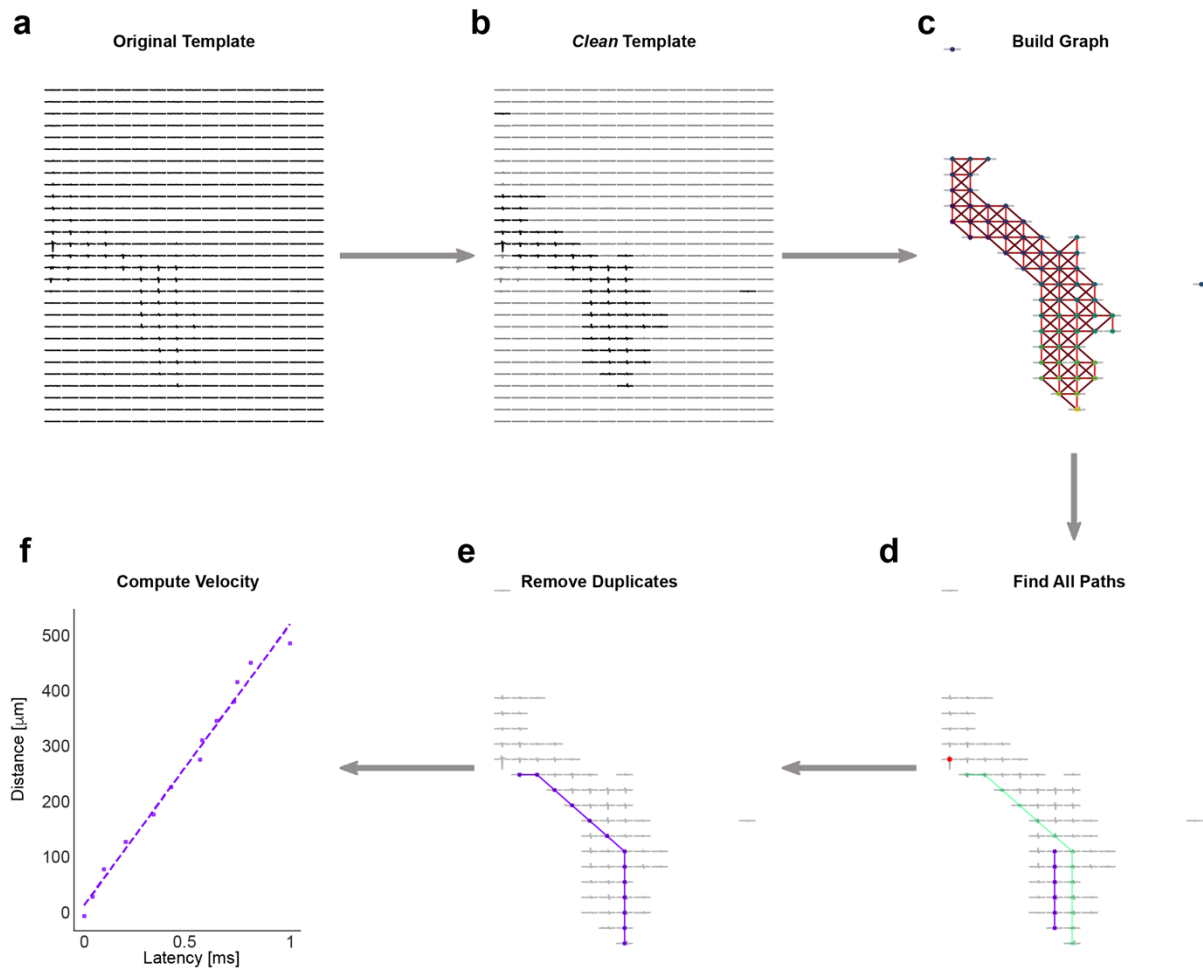 a
Original Template
b
Clean Template
c
Build Graph
f
Compute Velocity
e
Remove Duplicates
d
Find All Paths
500
400
300
200
100
0
Distance [μm]
0
0.5
1
Latency [ms]